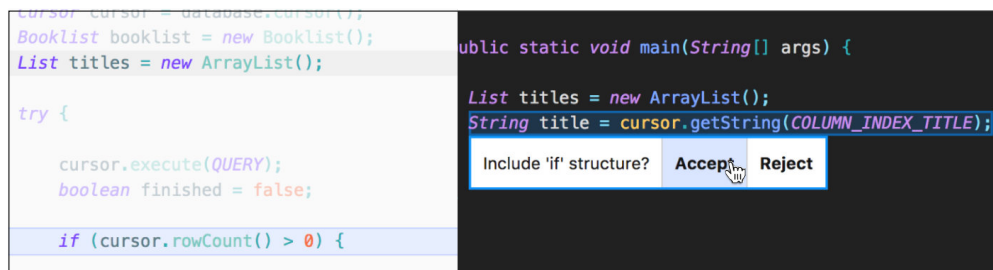 Cursor cursor = database.cursor();
Booklist booklist = new Booklist();
List titles = new ArrayList();
try {
cursor.execute(QUERY);
boolean finished = false;
if (cursor.rowCount() > 0) {
ublic static void main(String[] args) {
List titles = new ArrayList();
String title = cursor.getString(COLUMN_INDEX_TITLE);
Include 'if' structure? Accept Reject